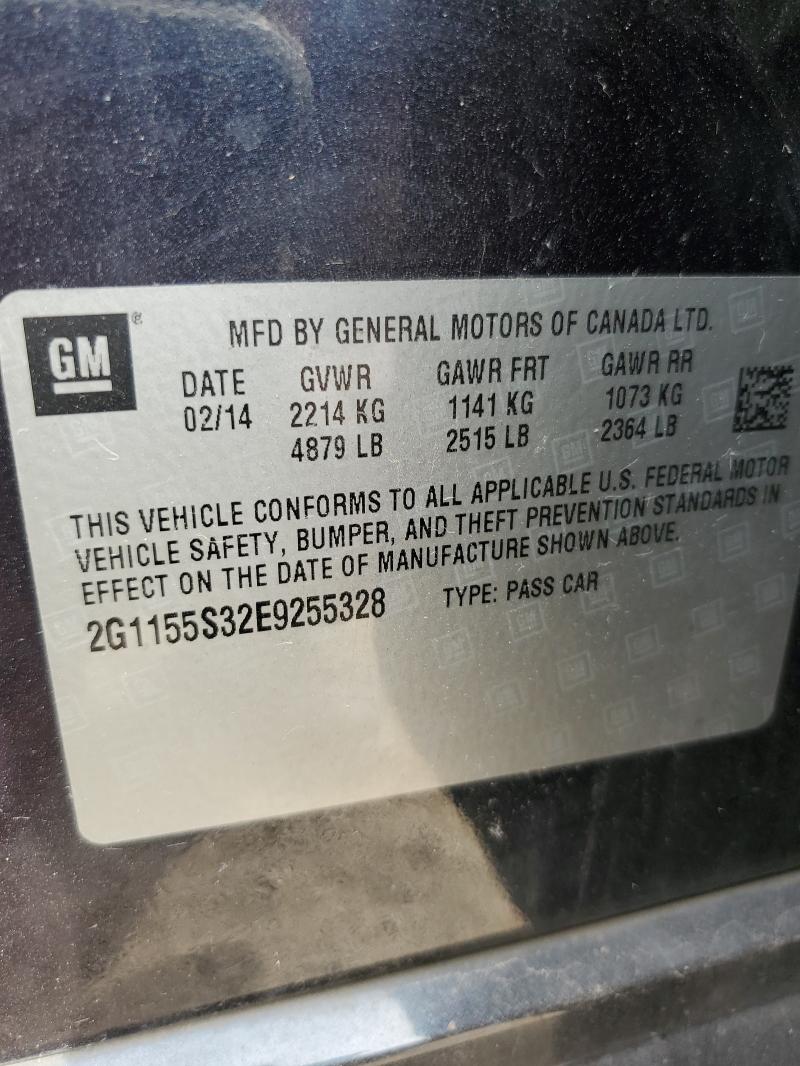 GM ®
MFD BY GENERAL MOTORS OF CANADA LTD.
DATE GVWR GAWR FRT GAWR RR
02/14 2214 KG 1141 KG 1073 KG
4879 LB 2515 LB 2364 LB
THIS VEHICLE CONFORMS TO ALL APPLICABLE U.S. FEDERAL MOTOR
VEHICLE SAFETY, BUMPER, AND THEFT PREVENTION STANDARDS IN
EFFECT ON THE DATE OF MANUFACTURE SHOWN ABOVE.
2G1155S32E9255328 TYPE: PASS CAR